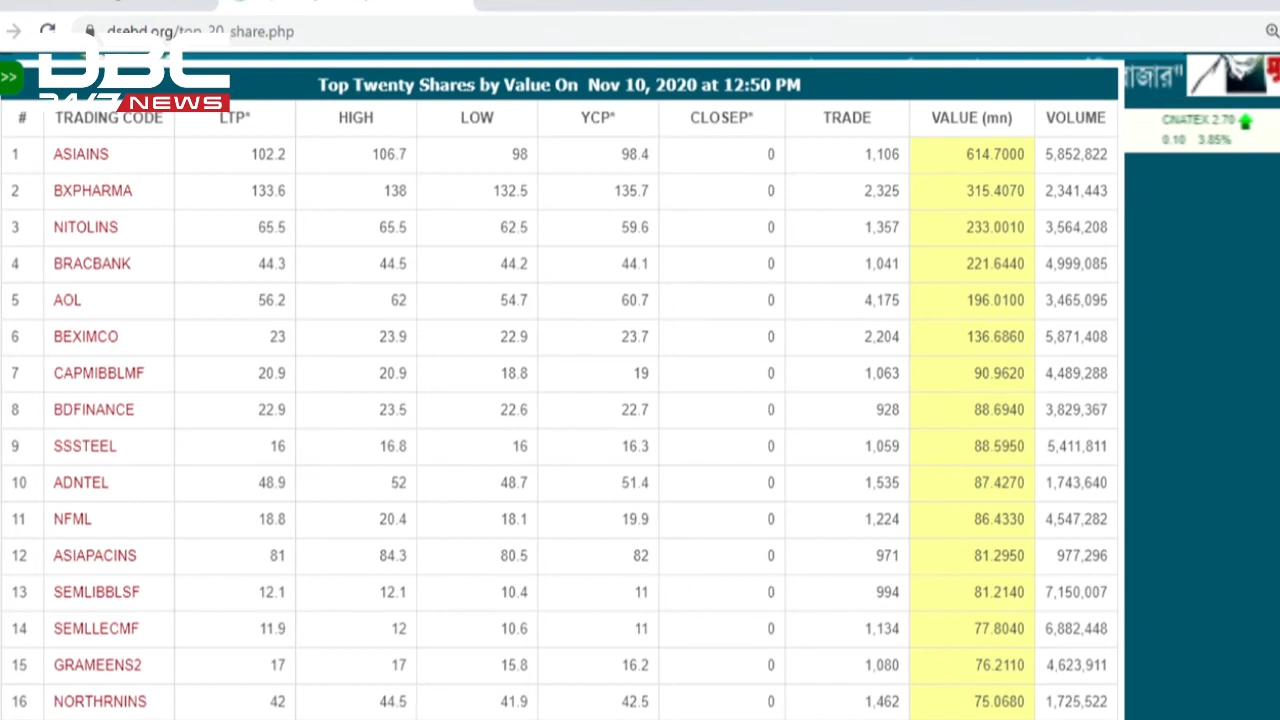 dsebd.org/top_20_share.php
DBC
24/7 NEWS
>>
Top Twenty Shares by Value On Nov 10, 2020 at 12:50 PM
# TRADING CODE LTP* HIGH LOW YCP* CLOSEP* TRADE VALUE (mn) VOLUME
1 ASIAINS 102.2 106.7 98 98.4 0 1,106 614.7000 5,852,822
2 BXPHARMA 133.6 138 132.5 135.7 0 2,325 315.4070 2,341,443
3 NITOLINS 65.5 65.5 62.5 59.6 0 1,357 233.0010 3,564,208
4 BRACBANK 44.3 44.5 44.2 44.1 0 1,041 221.6440 4,999,085
5 AOL 56.2 62 54.7 60.7 0 4,175 196.0100 3,465,095
6 BEXIMCO 23 23.9 22.9 23.7 0 2,204 136.6860 5,871,408
7 CAPMIBBLMF 20.9 20.9 18.8 19 0 1,063 90.9620 4,489,288
8 BDFINANCE 22.9 23.5 22.6 22.7 0 928 88.6940 3,829,367
9 SSSTEEL 16 16.8 16 16.3 0 1,059 88.5950 5,411,811
10 ADNTEL 48.9 52 48.7 51.4 0 1,535 87.4270 1,743,640
11 NFML 18.8 20.4 18.1 19.9 0 1,224 86.4330 4,547,282
12 ASIAPACINS 81 84.3 80.5 82 0 971 81.2950 977,296
13 SEMLIBBLSF 12.1 12.1 10.4 11 0 994 81.2140 7,150,007
14 SEMLLECMF 11.9 12 10.6 11 0 1,134 77.8040 6,882,448
15 GRAMEENS2 17 17 15.8 16.2 0 1,080 76.2110 4,623,911
16 NORTHRNINS 42 44.5 41.9 42.5 0 1,462 75.0680 1,725,522
CNATEX 2.70
0.10 3.85%